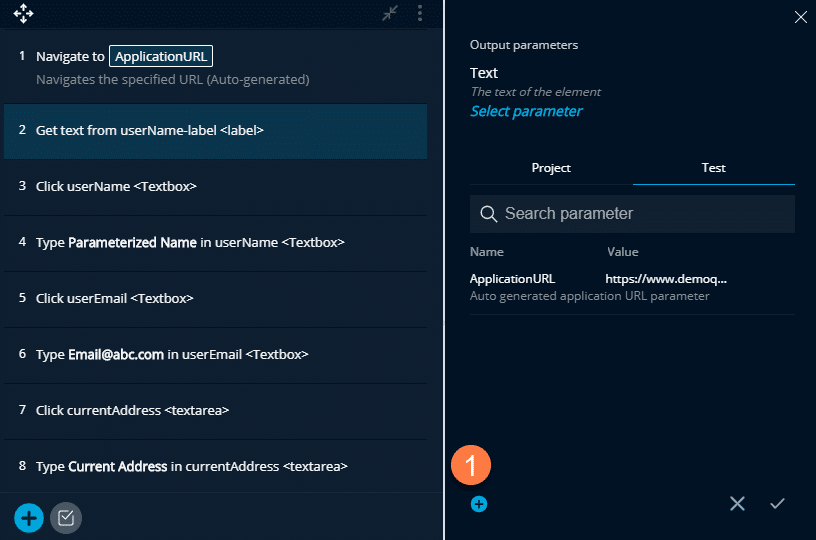 1 Navigate to ApplicationURL
Navigates the specified URL (Auto-generated)
2 Get text from userName-label <label>
3 Click userName <Textbox>
4 Type Parameterized Name in userName <Textbox>
5 Click userEmail <Textbox>
6 Type Email@abc.com in userEmail <Textbox>
7 Click currentAddress <textarea>
8 Type Current Address in currentAddress <textarea>
Output parameters
Text
The text of the element
Select parameter
Project Test
Search parameter
Name Value
ApplicationURL https://www.demoq...
Auto generated application URL parameter
1